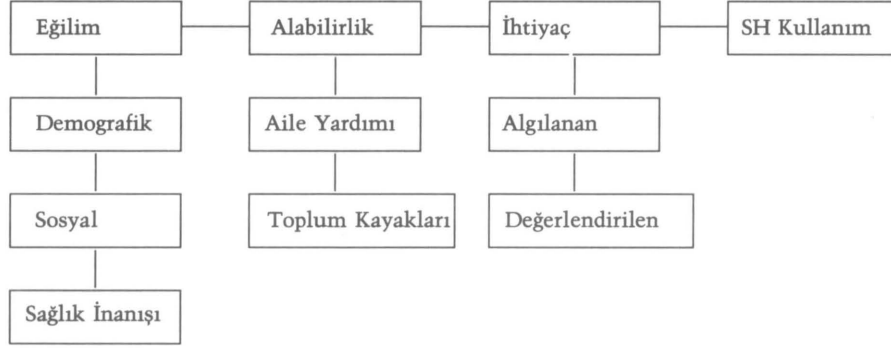 Eğilim Alabilirlik İhtiyaç SH Kullanım
Demografik Aile Yardımı Algılanan
Sosyal Toplum Kayakları Değerlendirilen
Sağlık İnanışı